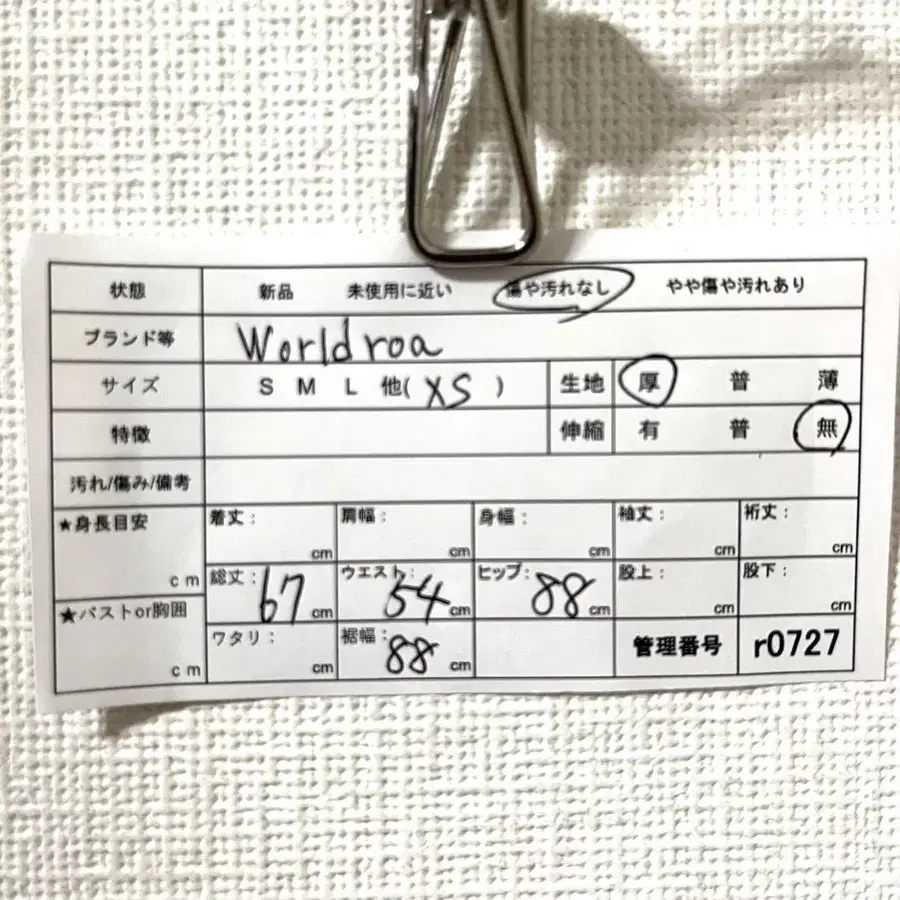 状態 新品 未使用に近い 傷や汚れなし やや傷や汚れあり
ブランド等 Worldroa
サイズ S M L 他( XS ) 生地 厚 普 薄
特徴 伸縮 有 普 無
汚れ/傷み/備考
★身長目安 cm 着丈： cm 肩幅： cm 身幅： cm 袖丈： cm 裄丈： cm
総丈： 67 cm ウエスト： 54 cm ヒップ： 88 cm 股上： cm 股下： cm
★バストor胸囲 cm ワタリ： cm 裾幅： 88 cm 管理番号 r0727